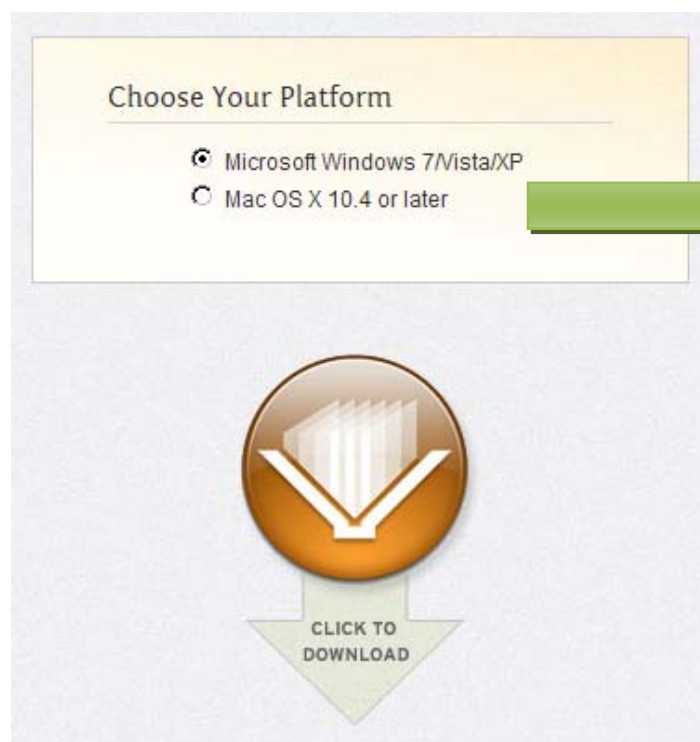 Choose Your Platform
Microsoft Windows 7/Vista/XP
Mac OS X 10.4 or later
CLICK TO
DOWNLOAD